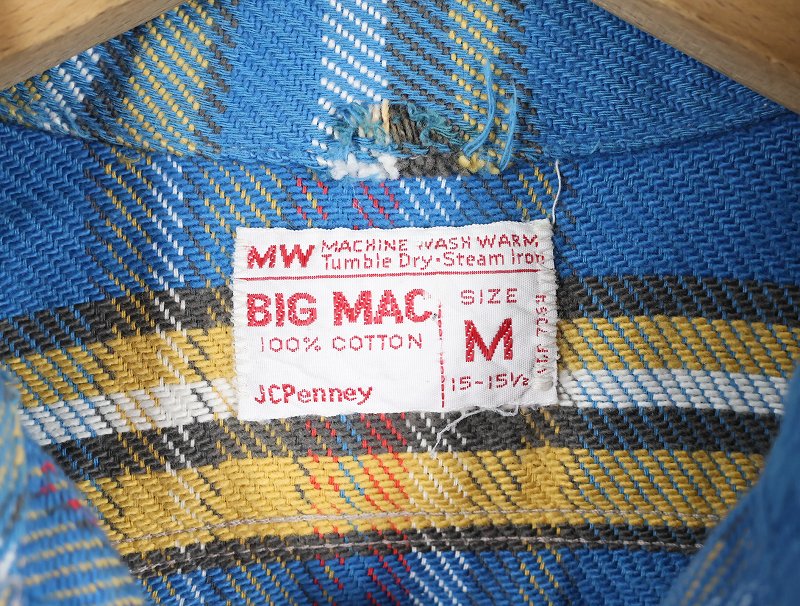 MW MACHINE WASH WARM
Tumble Dry·Steam Iron
BIG MAC.
100% COTTON
JCPenney
SIZE
M
15-15½